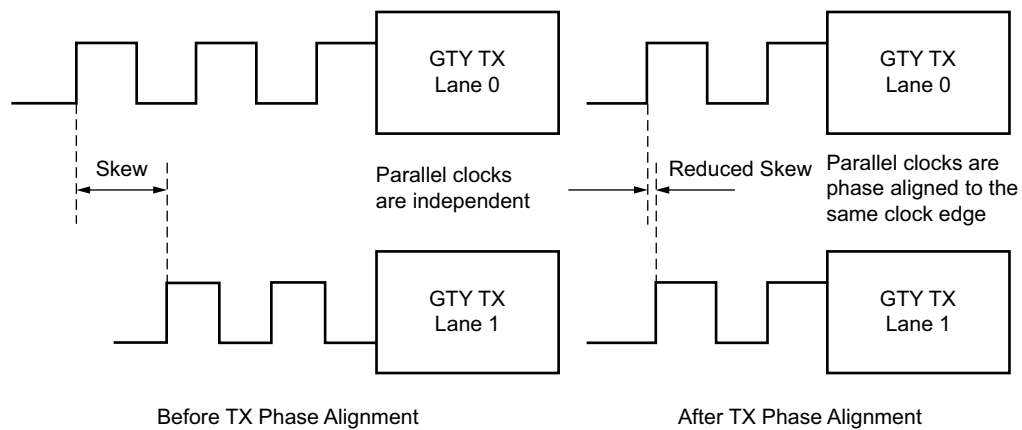 GTY TX
Lane 0
GTY TX
Lane 0
Skew
Parallel clocks
are independent
Reduced Skew
Parallel clocks are
phase aligned to the
same clock edge
GTY TX
Lane 1
GTY TX
Lane 1
Before TX Phase Alignment
After TX Phase Alignment